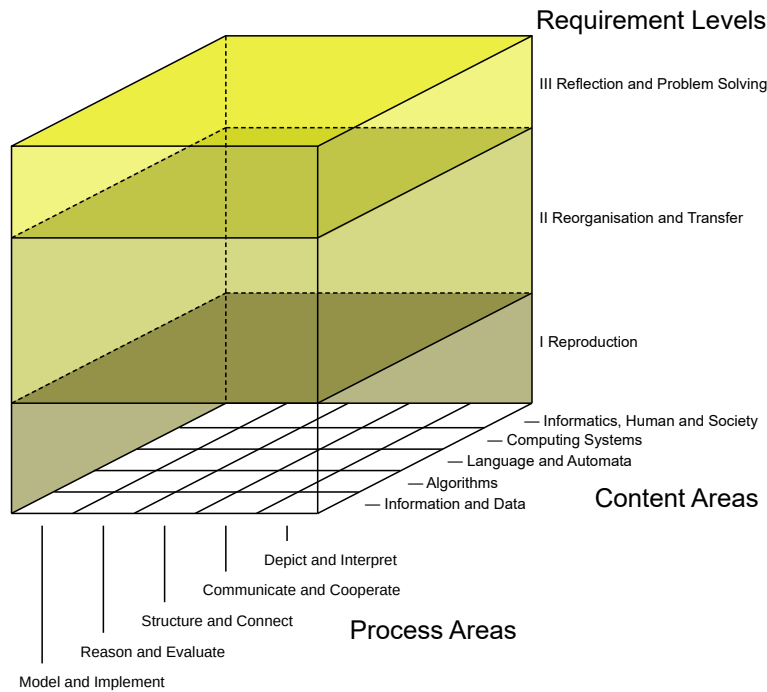 Requirement Levels
III Reflection and Problem Solving
II Reorganisation and Transfer
I Reproduction
Informatics, Human and Society
Computing Systems
Language and Automata
Algorithms
Information and Data
Content Areas
Depict and Interpret
Communicate and Cooperate
Structure and Connect
Process Areas
Reason and Evaluate
Model and Implement